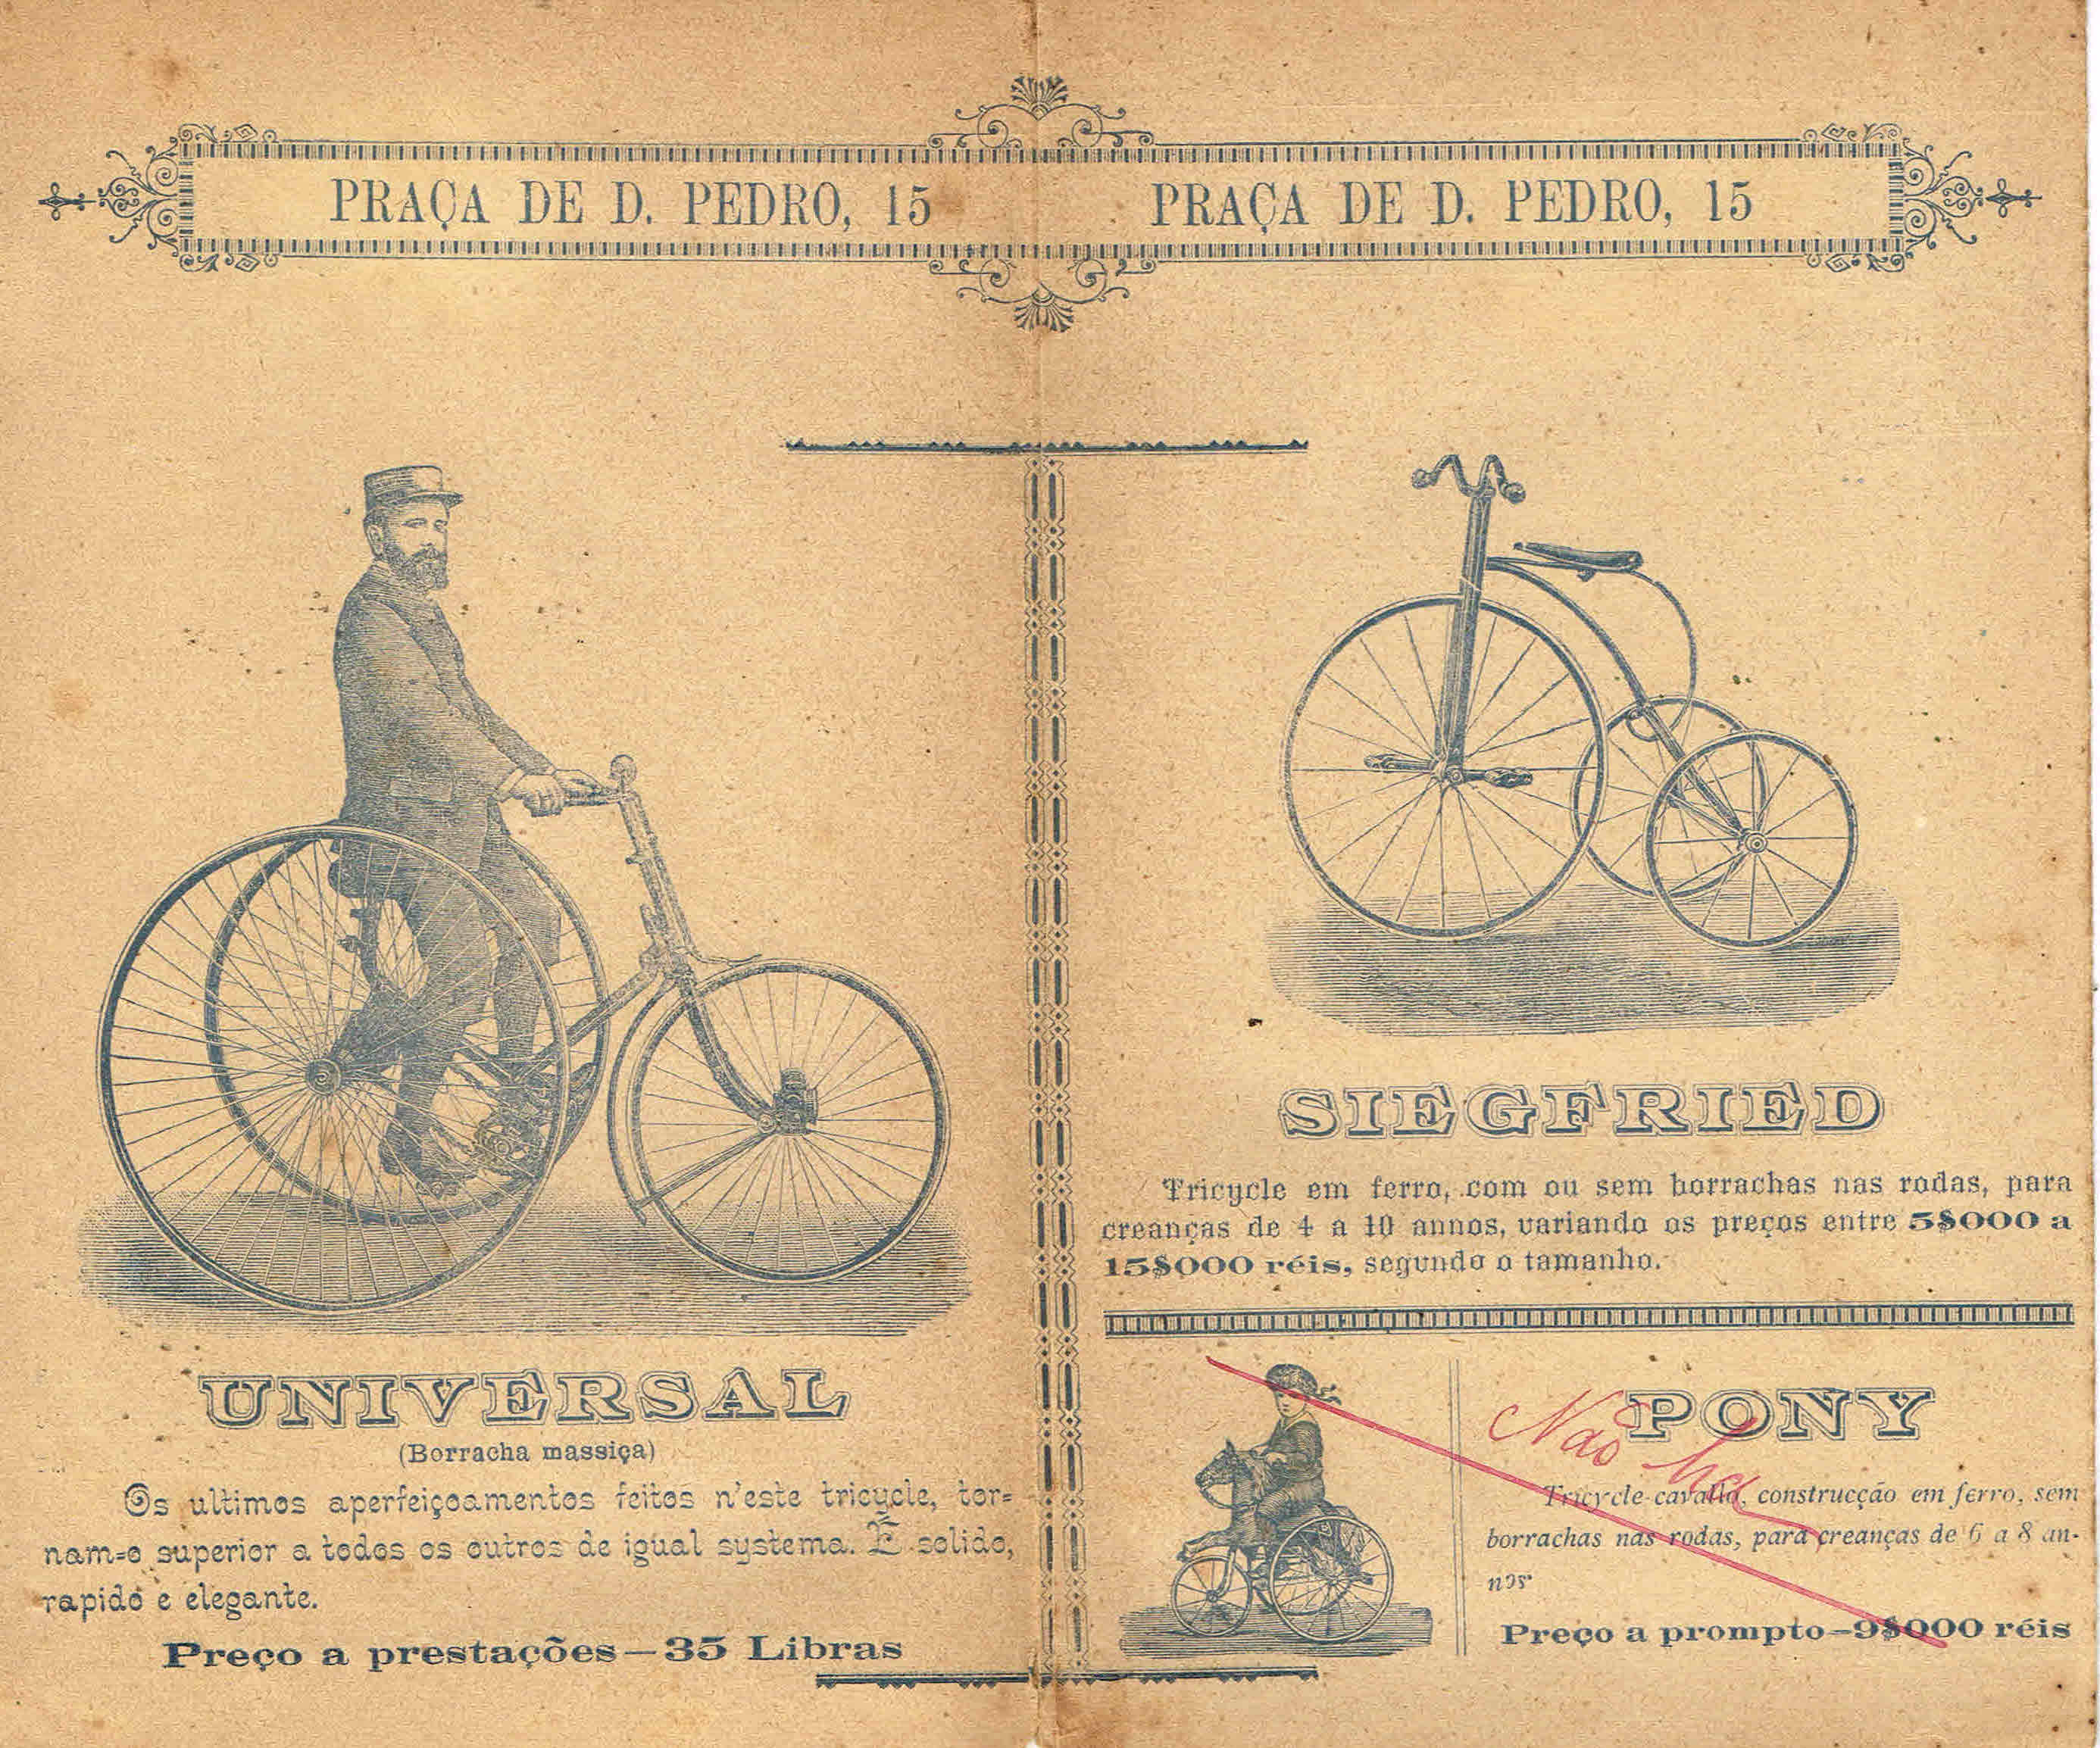 PRAÇA DE D. PEDRO, 15
PRAÇA DE D. PEDRO, 15
UNIVERSAL
(Borracha massiça)
Os ultimos aperfeiçoamentos feitos n'este tricycle, tor=
nam=o superior a todos os outros de igual systema. É solido,
rapido e elegante.
Preço a prestações—35 Libras
SIEGFRIED
Tricycle em ferro, com ou sem borrachas nas rodas, para
creanças de 4 a 10 annos, variando os preços entre 5$000 a
15$000 réis, segundo o tamanho.
PONY
Não ha
Tricycle-cavallo, construcção em ferro, sem
borrachas nas rodas, para creanças de 6 a 8 an-
nos
Preço a prompto—9$000 réis